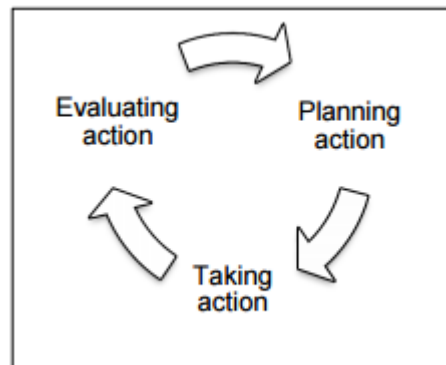 Evaluating
action
Planning
action
Taking
action